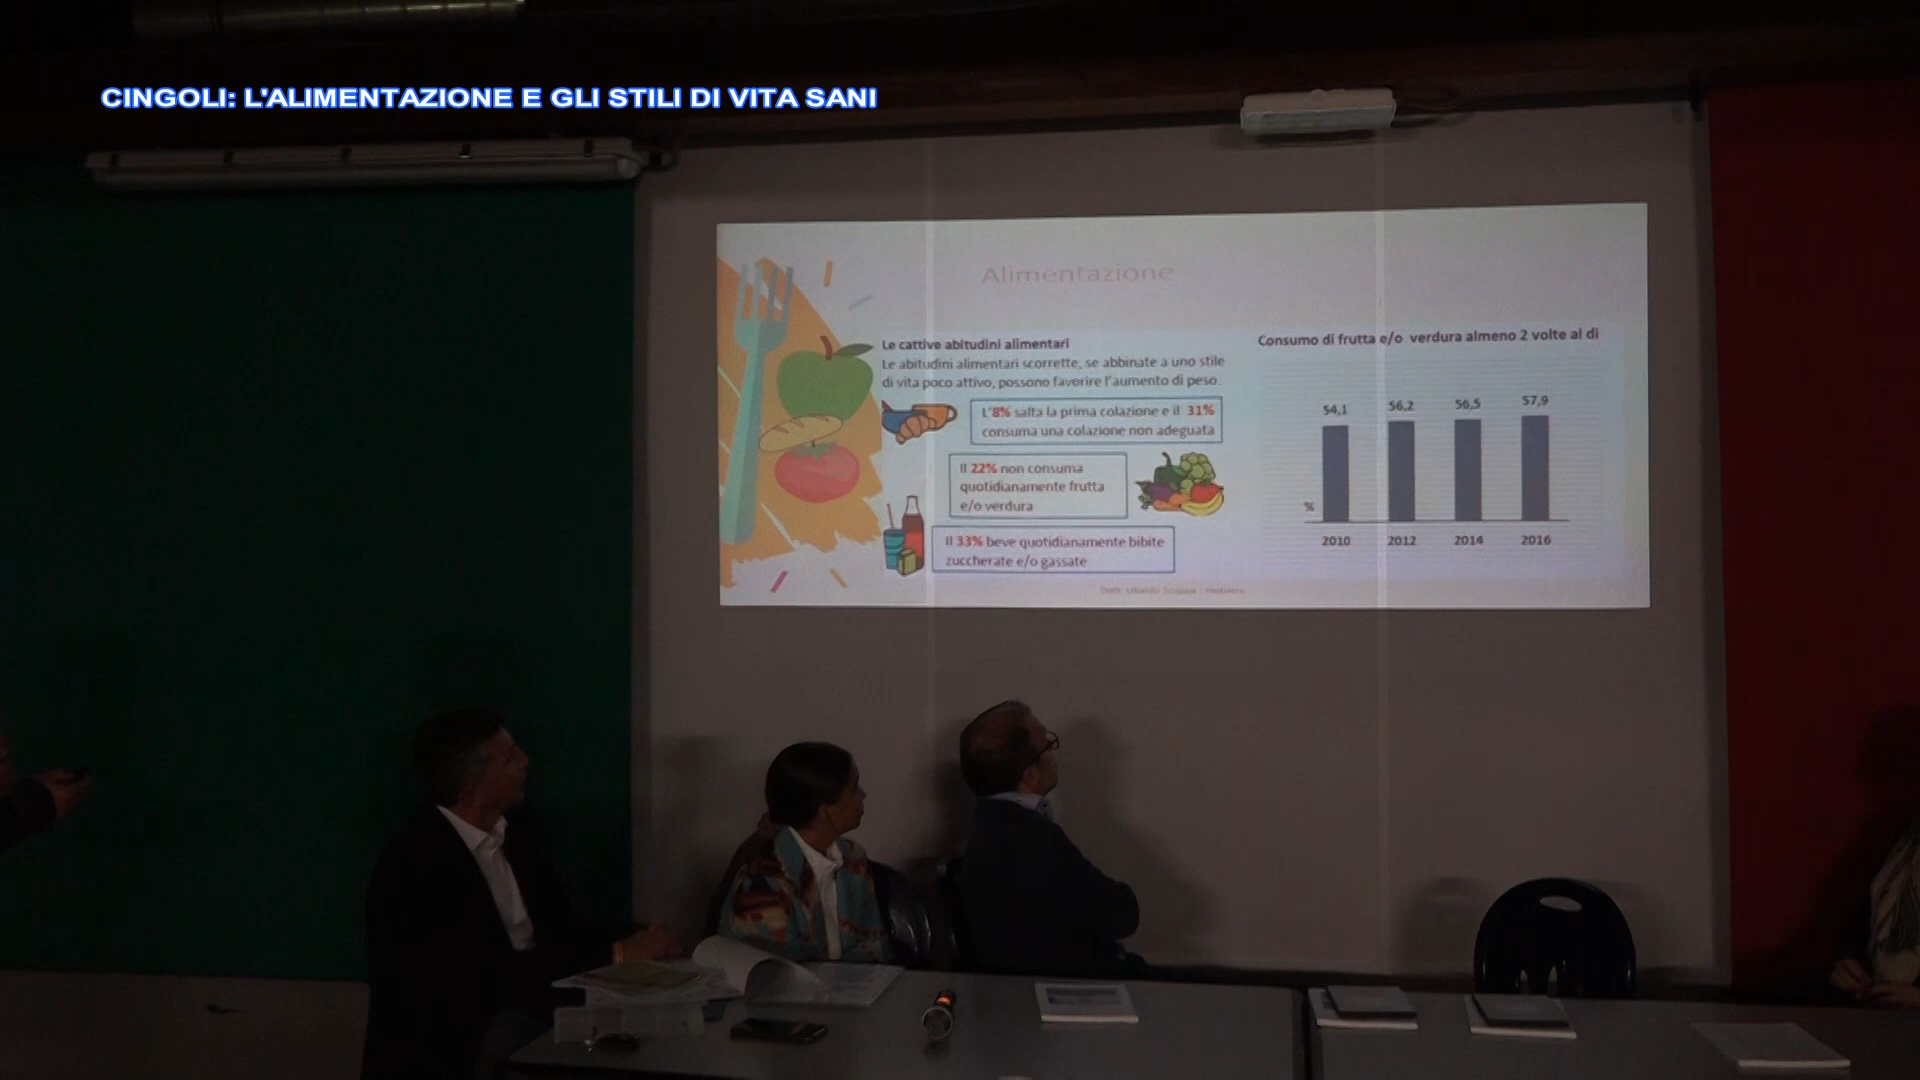 CINGOLI: L'ALIMENTAZIONE E GLI STILI DI VITA SANI
Alimentazione
Le cattive abitudini alimentari
Le abitudini alimentari scorrette, se abbinate a uno stile
di vita poco attivo, possono favorire l'aumento di peso.
L'8% salta la prima colazione e il 31%
consuma una colazione non adeguata
Il 22% non consuma
quotidianamente frutta
e/o verdura
Il 33% beve quotidianamente bibite
zuccherate e/o gassate
Consumo di frutta e/o verdura almeno 2 volte al dì
54,1 56,2 56,5 57,9
%
2010 2012 2014 2016
Dott. Ubaldo - Pediatra